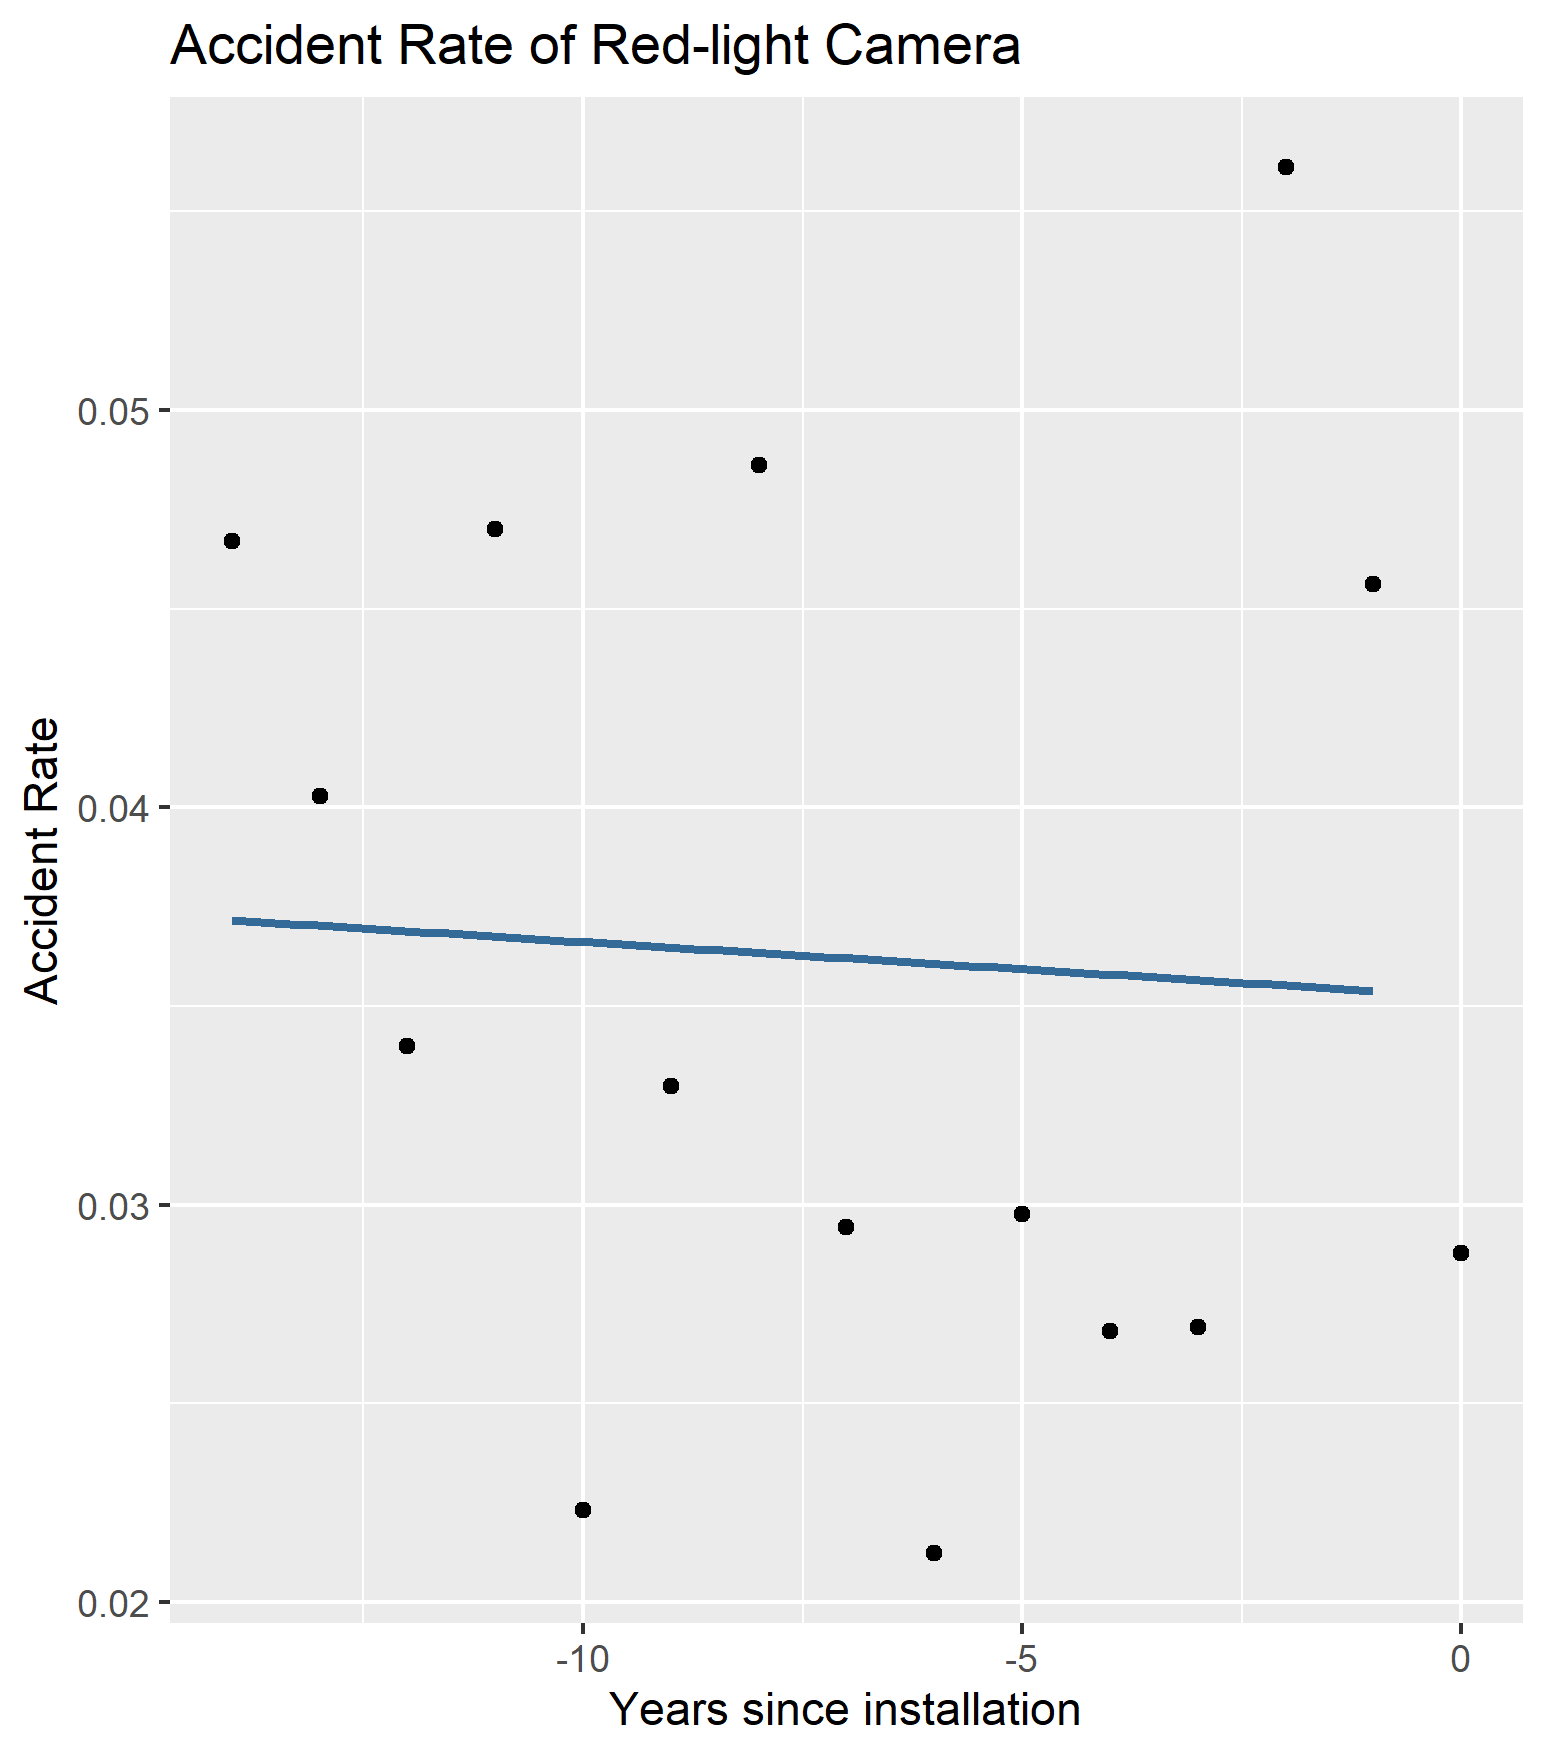 Accident Rate of Red-light Camera
Accident Rate
0.05
0.04
0.03
0.02
-10
-5
0
Years since installation